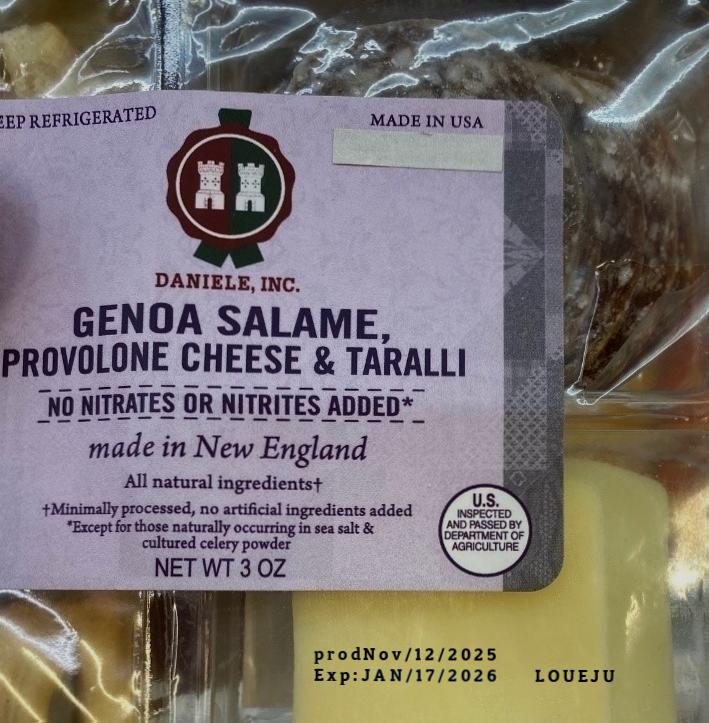 EEP REFRIGERATED
MADE IN USA
DANIELE, INC.
GENOA SALAME,
PROVOLONE CHEESE & TARALLI
NO NITRATES OR NITRITES ADDED*
made in New England
All natural ingredients†
†Minimally processed, no artificial ingredients added
*Except for those naturally occurring in sea salt &
cultured celery powder
NET WT 3 OZ
U.S.
INSPECTED
AND PASSED BY
DEPARTMENT OF
AGRICULTURE
prodNov/12/2025
Exp:JAN/17/2026 LOUEJU